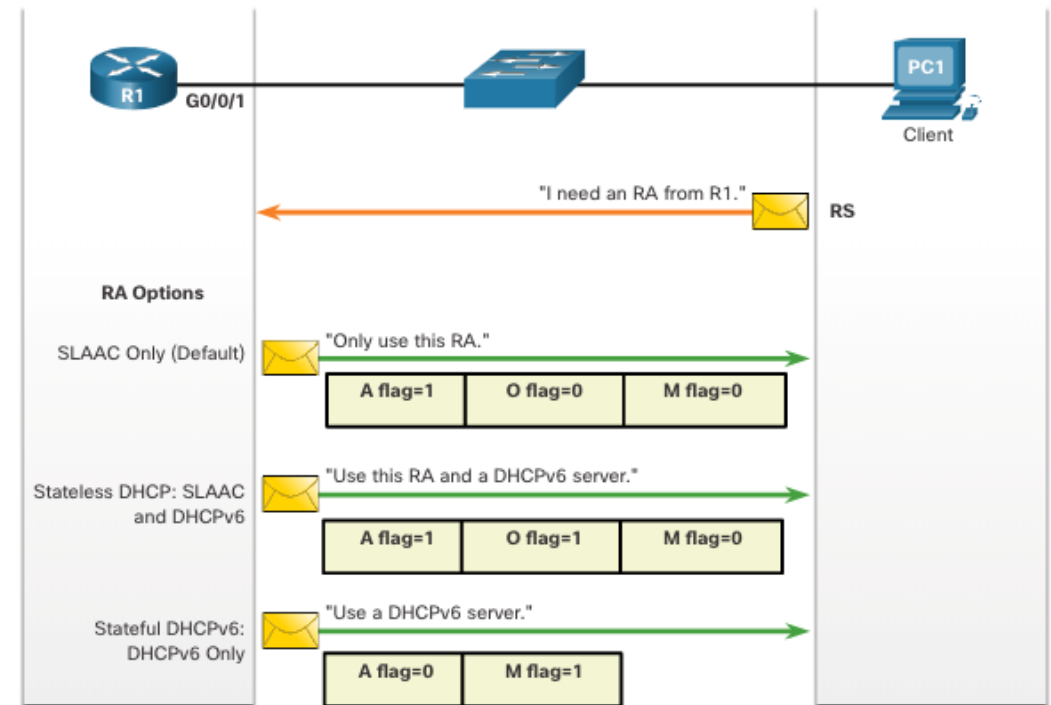 R1
G0/0/1
PC1
Client
"I need an RA from R1."
RS
RA Options
SLAAC Only (Default)
"Only use this RA."
A flag=1 O flag=0 M flag=0
Stateless DHCP: SLAAC
and DHCPv6
"Use this RA and a DHCPv6 server."
A flag=1 O flag=1 M flag=0
Stateful DHCPv6:
DHCPv6 Only
"Use a DHCPv6 server."
A flag=0 M flag=1